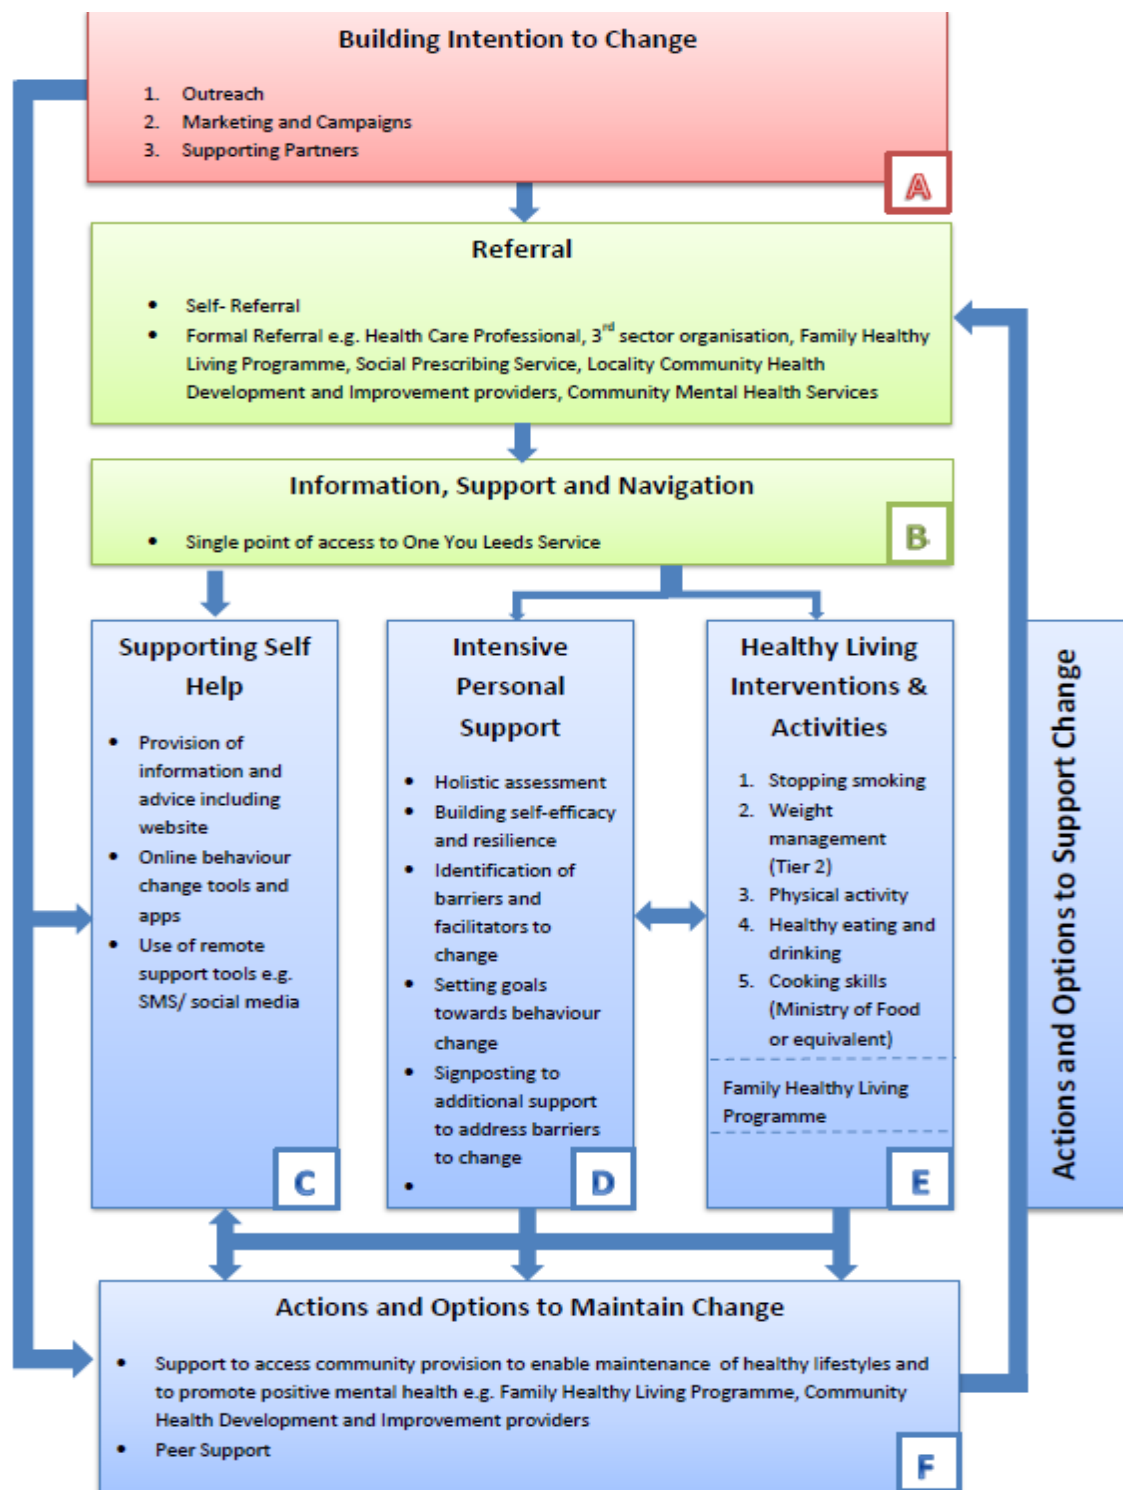 Building Intention to Change
1. Outreach
2. Marketing and Campaigns
3. Supporting Partners
A
Referral
• Self- Referral
• Formal Referral e.g. Health Care Professional, 3rd sector organisation, Family Healthy
Living Programme, Social Prescribing Service, Locality Community Health
Development and Improvement providers, Community Mental Health Services
Information, Support and Navigation
• Single point of access to One You Leeds Service
B
Supporting Self
Help
• Provision of
information and
advice including
website
• Online behaviour
change tools and
apps
• Use of remote
support tools e.g.
SMS/ social media
C
Intensive
Personal
Support
• Holistic assessment
• Building self-efficacy
and resilience
• Identification of
barriers and
facilitators to
change
• Setting goals
towards behaviour
change
• Signposting to
additional support
to address barriers
to change
•
D
Healthy Living
Interventions &
Activities
1. Stopping smoking
2. Weight
management
(Tier 2)
3. Physical activity
4. Healthy eating and
drinking
5. Cooking skills
(Ministry of Food
or equivalent)
Family Healthy Living
Programme
E
Actions and Options to Support Change
Actions and Options to Maintain Change
• Support to access community provision to enable maintenance of healthy lifestyles and
to promote positive mental health e.g. Family Healthy Living Programme, Community
Health Development and Improvement providers
• Peer Support
F